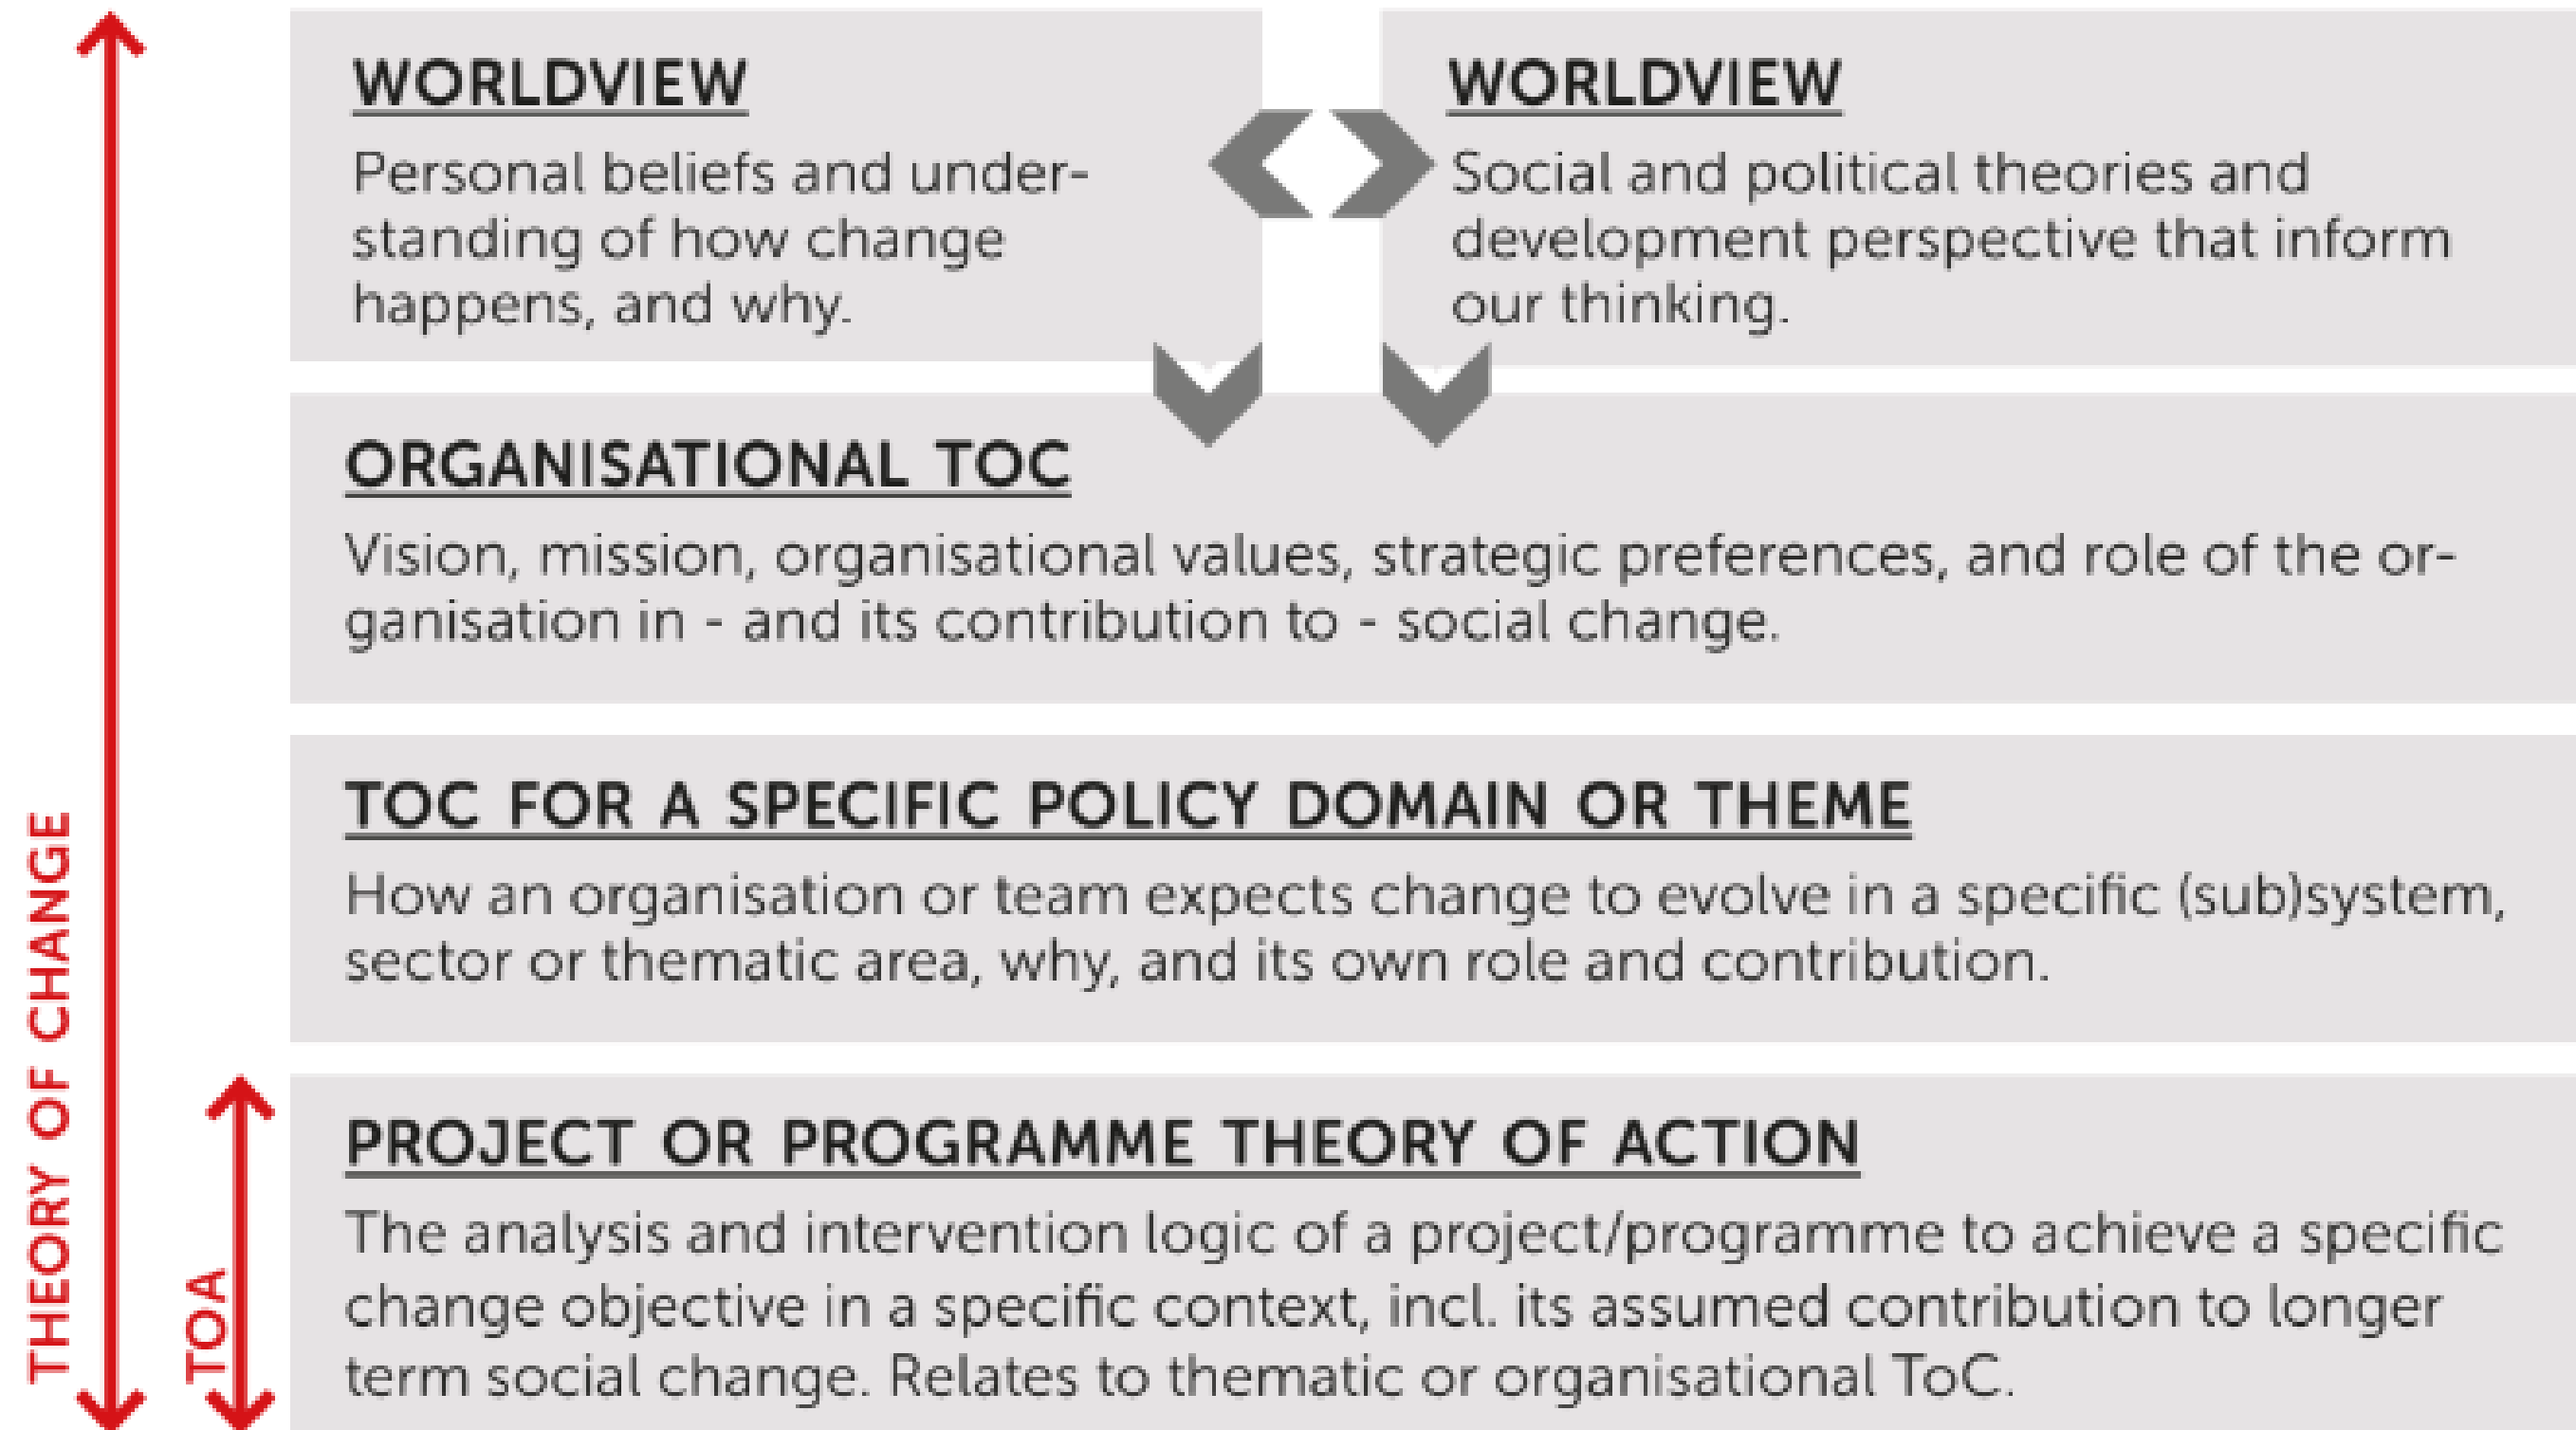 WORLDVIEW
Personal beliefs and under-
standing of how change
happens, and why.
WORLDVIEW
Social and political theories and
development perspective that inform
our thinking.
ORGANISATIONAL TOC
Vision, mission, organisational values, strategic preferences, and role of the or-
ganisation in - and its contribution to - social change.
TOC FOR A SPECIFIC POLICY DOMAIN OR THEME
How an organisation or team expects change to evolve in a specific (sub)system,
sector or thematic area, why, and its own role and contribution.
PROJECT OR PROGRAMME THEORY OF ACTION
The analysis and intervention logic of a project/programme to achieve a specific
change objective in a specific context, incl. its assumed contribution to longer
term social change. Relates to thematic or organisational ToC.
THEORY OF CHANGE
TOA